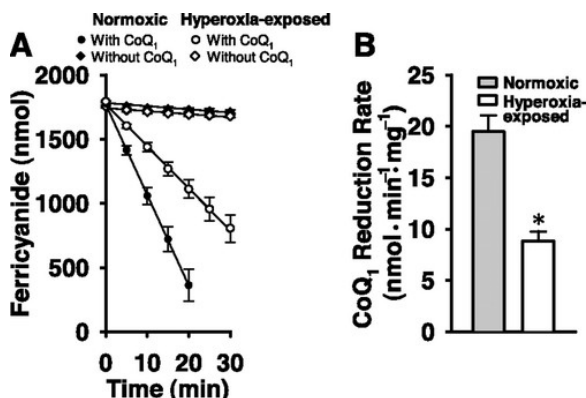 A
Normoxic Hyperoxia-exposed
With CoQ1 With CoQ1
Without CoQ1 Without CoQ1
Ferricyanide (nmol)
2000
1500
1000
500
0
0 10 20 30
Time (min)
B
Normoxic
Hyperoxia-
exposed
CoQ1 Reduction Rate
(nmol·min-1·mg-1)
25
20
15
10
5
0
*